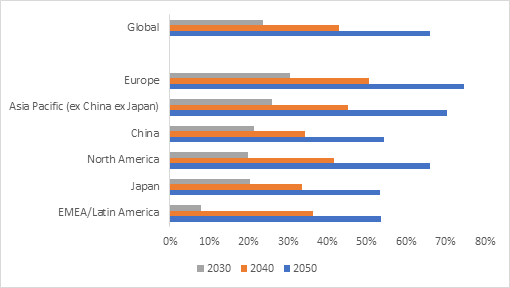 Global
Europe
Asia Pacific (ex China ex Japan)
China
North America
Japan
EMEA/Latin America
0% 10% 20% 30% 40% 50% 60% 70% 80%
2030 2040 2050